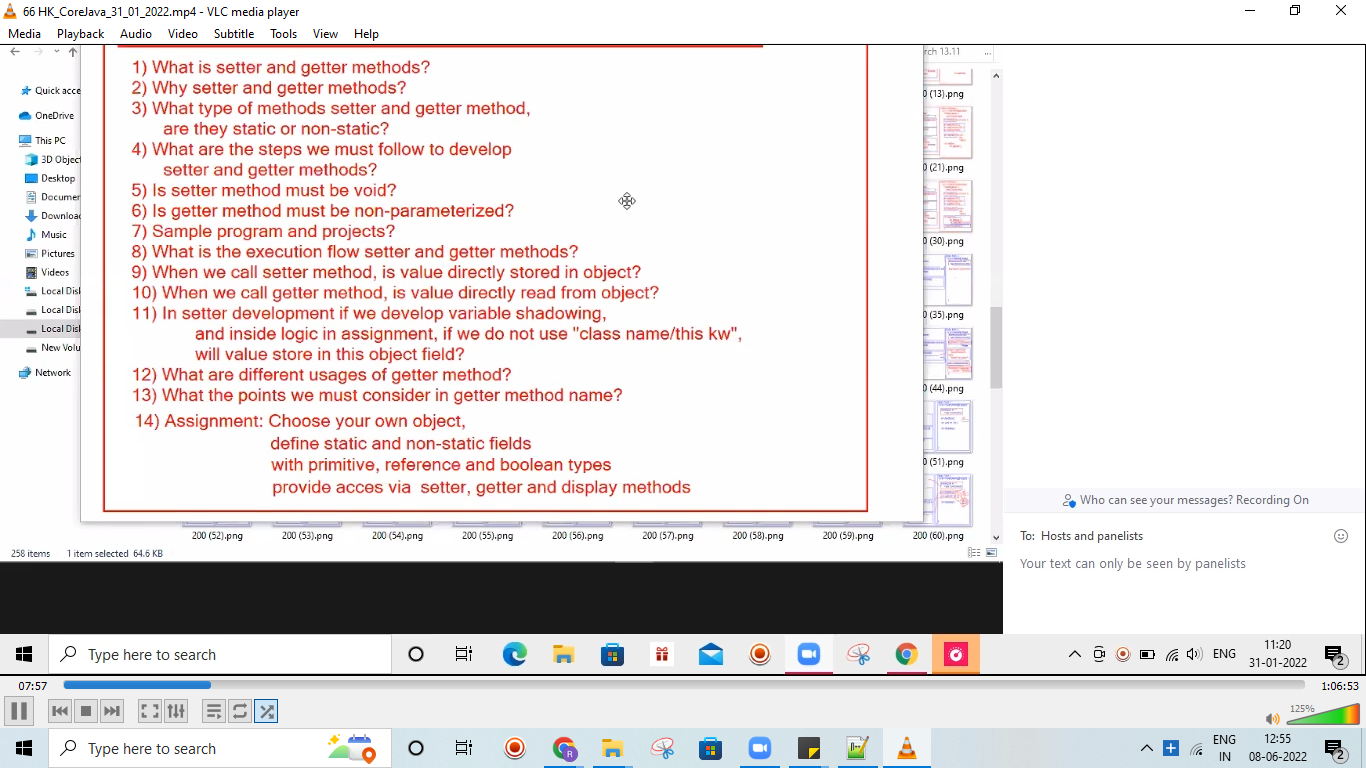 66 HK_CoreJava_31_01_2022.mp4 - VLC media player
Media Playback Audio Video Subtitle Tools View Help
rch 13.11 ...
Quick acce
OneDrive
This PC
3D Object
Desktop
Documer
Downloac
Music
Pictures
Videos
Local Disl
Local Disl
Local Disl
New Volu
Network
1) What is setter and getter methods?
2) Why setter and getter methods?
3) What type of methods setter and getter method,
are they static or non-static?
4) What are the steps we must follow to develop
setter and getter methods?
5) Is setter method must be void?
6) Is getter method must be non-parameterized?
7) Sample program and projects?
8) What is the execution flow setter and getter methods?
9) When we call setter method, is value directly stored in object?
10) When we call getter method, is value directly read from object?
11) In setter development if we develop variable shadowing,
and inside logic in assignment, if we do not use "class name/this kw",
will value store in this object field?
12) What are different usages of getter method?
13) What the points we must consider in getter method name?
14) Assignment: Choose your own object,
define static and non-static fields
with primitive, reference and boolean types
provide acces via setter, getter and display methods
0 (13).png
0 (21).png
0 (30).png
0 (35).png
0 (44).png
0 (51).png
200 (52).png 200 (53).png 200 (54).png 200 (55).png 200 (56).png 200 (57).png 200 (58).png 200 (59).png 200 (60).png
258 items 1 item selected 64.6 KB
Who can see your messages? Recording On
To: Hosts and panelists
Your text can only be seen by panelists
Type here to search
ENG
11:20
31-01-2022
2
07:57
1:06:53
125%
Type here to search
ENG
IN
12:55
08-06-2022
2